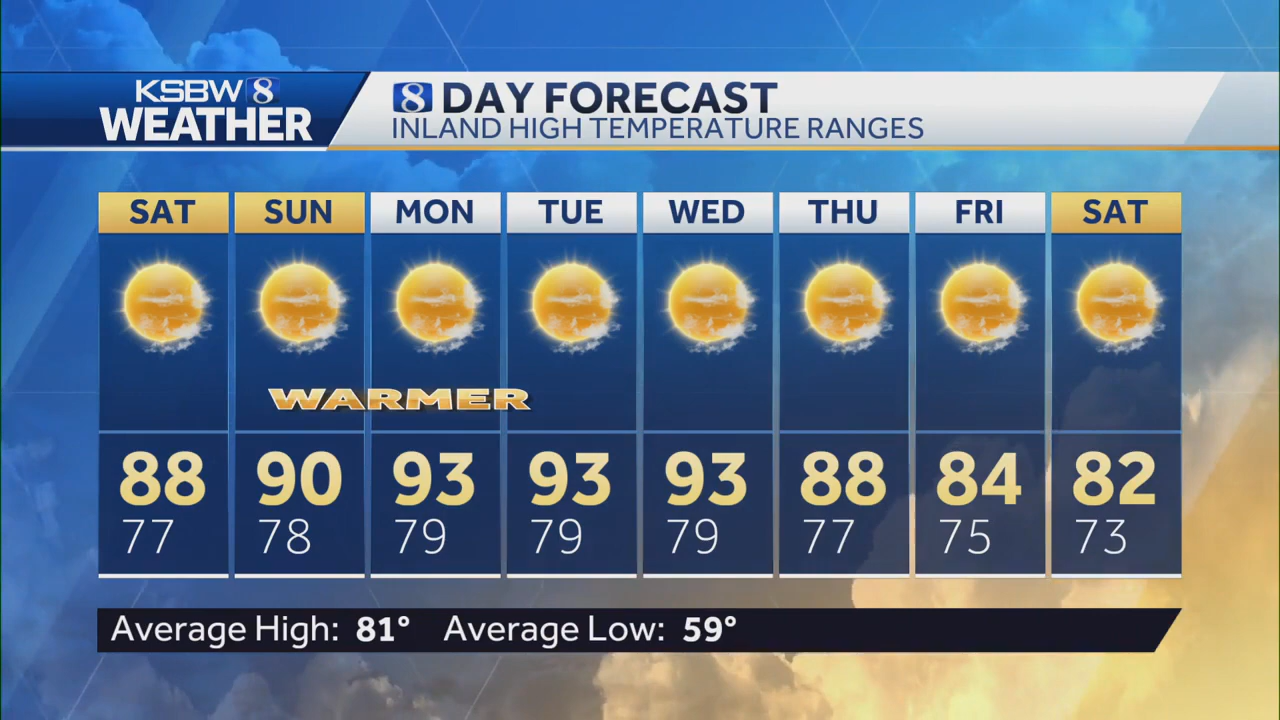 KSBW 8
WEATHER
8 DAY FORECAST
INLAND HIGH TEMPERATURE RANGES
SAT SUN MON TUE WED THU FRI SAT
WARMER
88 90 93 93 93 88 84 82
77 78 79 79 79 77 75 73
Average High: 81° Average Low: 59°